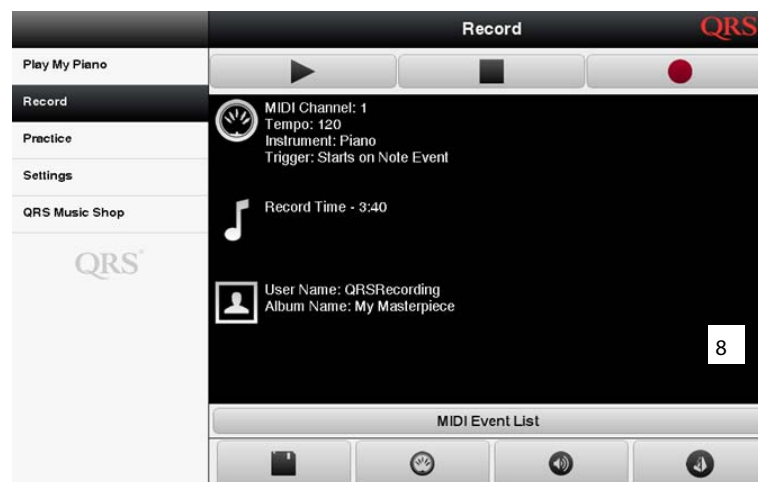 Record
QRS
Play My Piano
Record
Practice
Settings
QRS Music Shop
QRS®
MIDI Channel: 1
Tempo: 120
Instrument: Piano
Trigger: Starts on Note Event
Record Time - 3:40
User Name: QRSRecording
Album Name: My Masterpiece
8
MIDI Event List